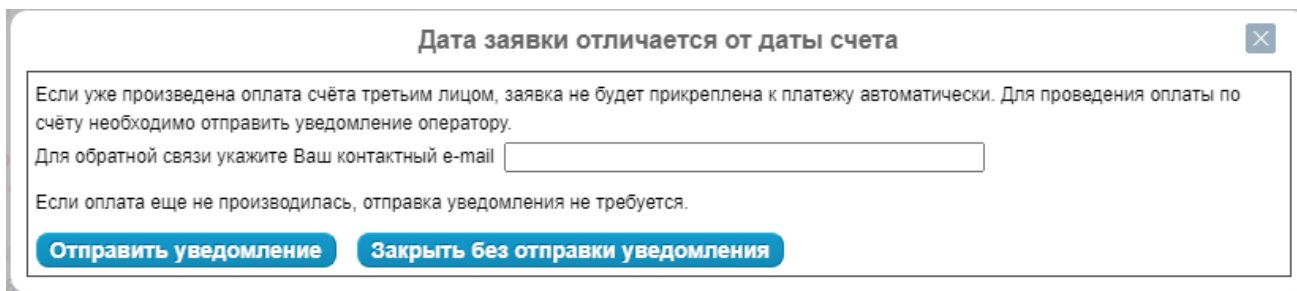 Дата заявки отличается от даты счета
Если уже произведена оплата счёта третьим лицом, заявка не будет прикреплена к платежу автоматически. Для проведения оплаты по
счёту необходимо отправить уведомление оператору.
Для обратной связи укажите Ваш контактный e-mail
Если оплата еще не производилась, отправка уведомления не требуется.
Отправить уведомление Закрыть без отправки уведомления